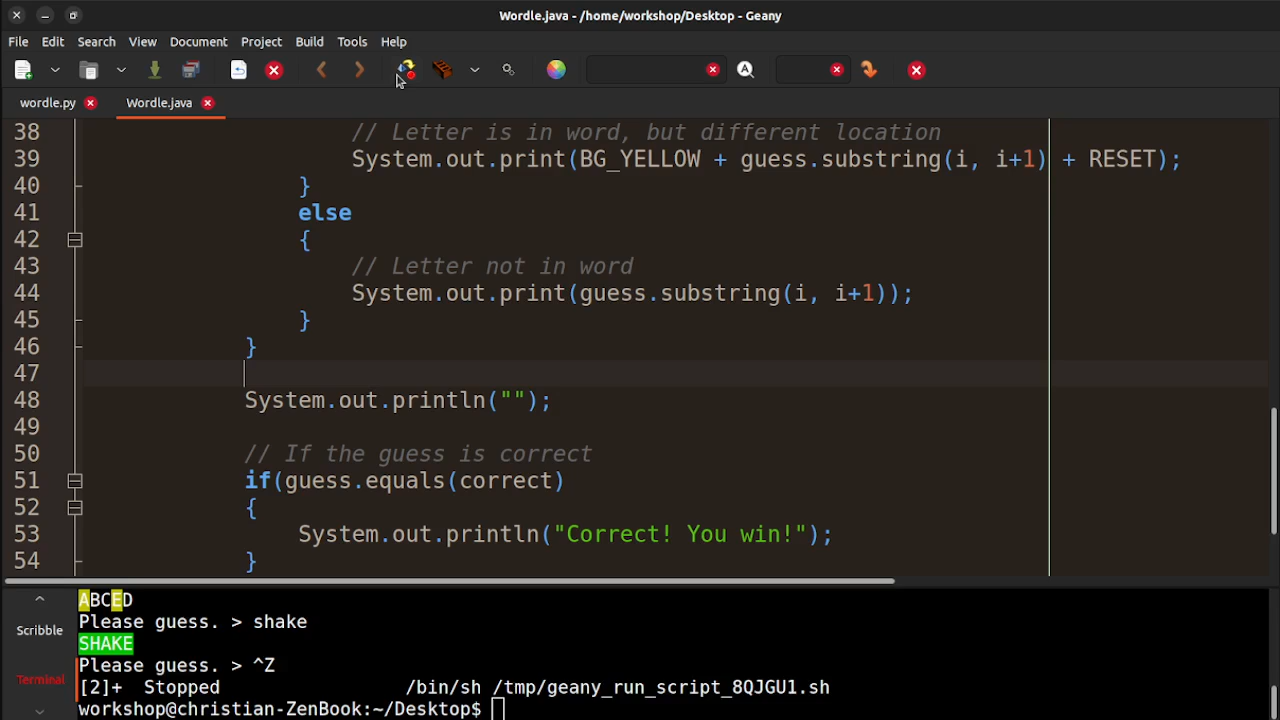 Wordle.java - /home/workshop/Desktop - Geany
File Edit Search View Document Project Build Tools Help
wordle.py Wordle.java
38 // Letter is in word, but different location
39 System.out.print(BG_YELLOW + guess.substring(i, i+1) + RESET);
40 }
41 else
42 {
43 // Letter not in word
44 System.out.print(guess.substring(i, i+1));
45 }
46 }
47
48 System.out.println("");
49
50 // If the guess is correct
51 if(guess.equals(correct)
52 {
53 System.out.println("Correct! You win!");
54 }
Scribble
Terminal
ABCED
Please guess. > shake
SHAKE
Please guess. > ^Z
[2]+ Stopped /bin/sh /tmp/geany_run_script_8QJGU1.sh
workshop@christian-ZenBook:~/Desktop$